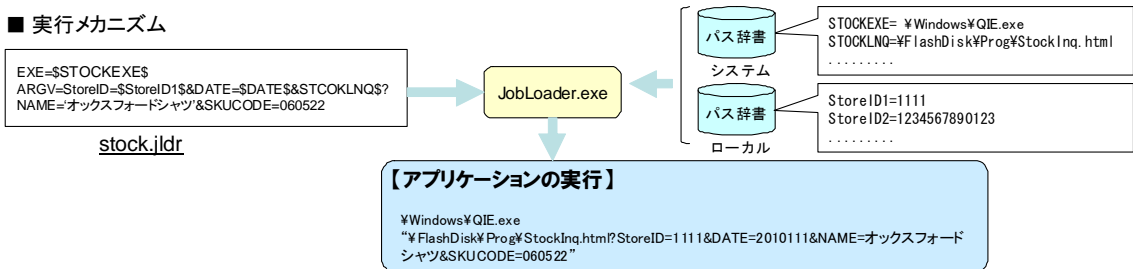 ■ 実行メカニズム
EXE=$STOCKEXE$
ARGV=StoreID=$StoreID1$&DATE=$DATE$&STCOKLNQ$?
NAME='オックスフォードシャツ'&SKUCODE=060522
stock.jldr
JobLoader.exe
パス辞書
システム
STOCKEXE= ¥Windows¥QIE.exe
STOCKLNQ=¥FlashDisk¥Prog¥StockInq.html
.........
パス辞書
ローカル
StoreID1=1111
StoreID2=1234567890123
.........
【アプリケーションの実行】
¥Windows¥QIE.exe
“¥FlashDisk¥Prog¥StockInq.html?StoreID=1111&DATE=2010111&NAME=オックスフォード
シャツ&SKUCODE=060522”